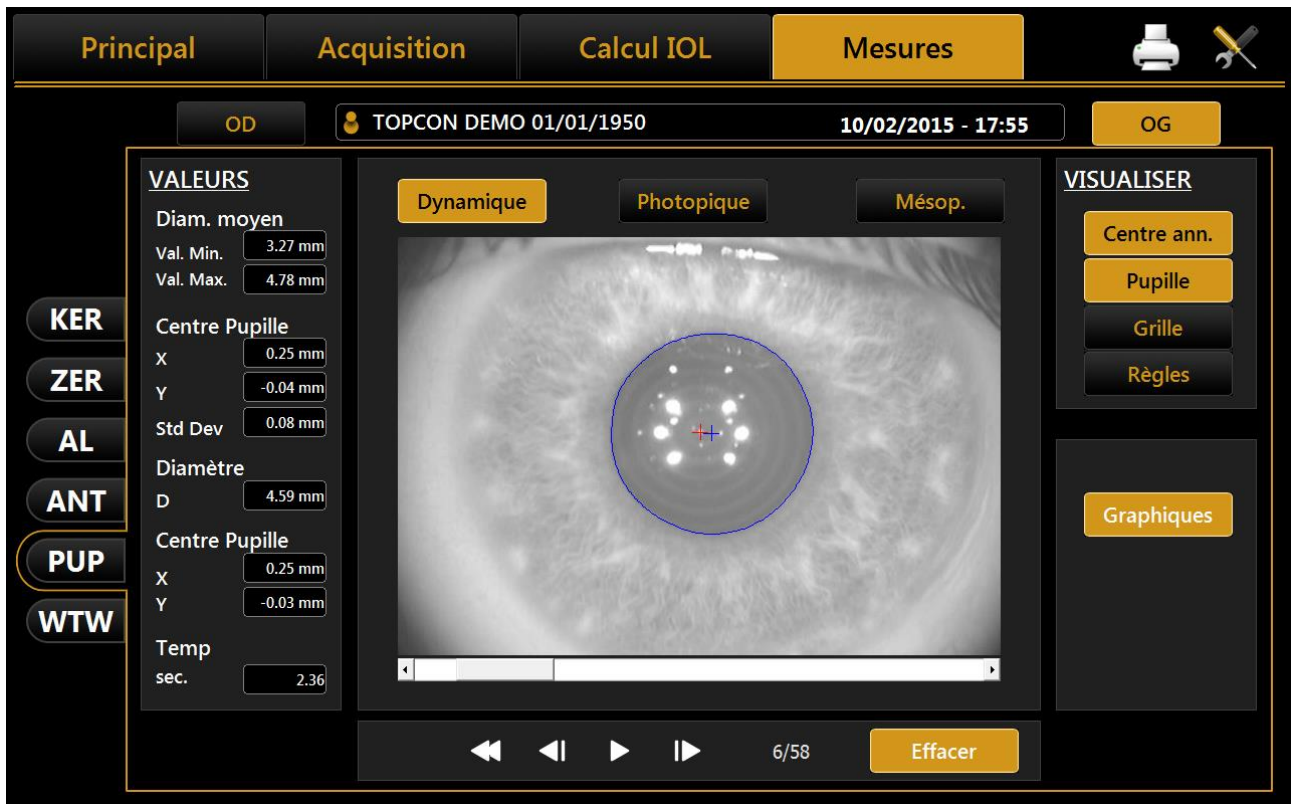 Principal Acquisition Calcul IOL Mesures
OD TOPCON DEMO 01/01/1950 10/02/2015 - 17:55 OG
KER
ZER
AL
ANT
PUP
WTW
VALEURS
Diam. moyen
Val. Min. 3.27 mm
Val. Max. 4.78 mm
Centre Pupille
X 0.25 mm
Y -0.04 mm
Std Dev 0.08 mm
Diamètre
D 4.59 mm
Centre Pupille
X 0.25 mm
Y -0.03 mm
Temp
sec. 2.36
Dynamique Photopique Mésop.
6/58 Effacer
VISUALISER
Centre ann.
Pupille
Grille
Règles
Graphiques